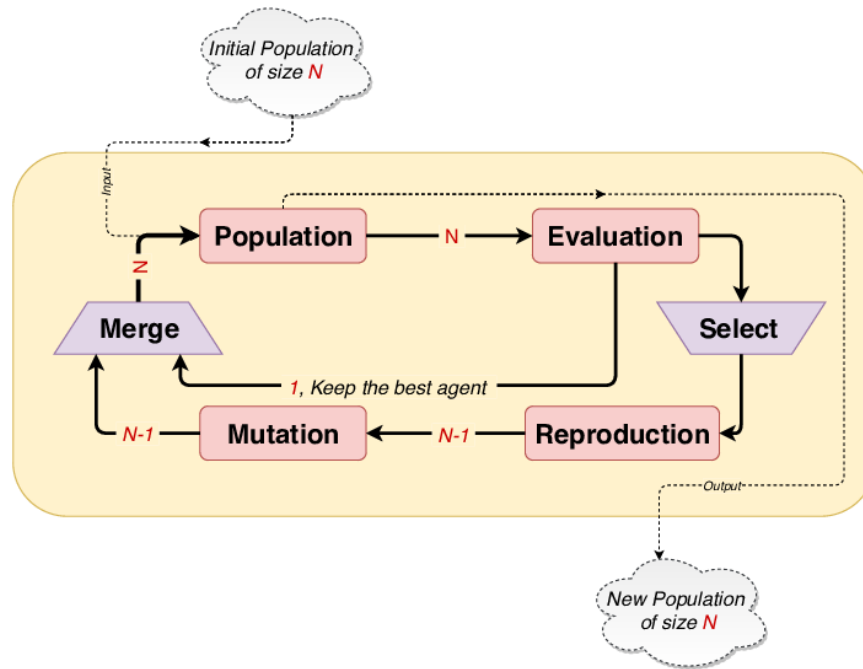 Initial Population
of size N
Input
Population
N
Evaluation
N
Merge
Select
1, Keep the best agent
N-1
Mutation
N-1
Reproduction
Output
New Population
of size N